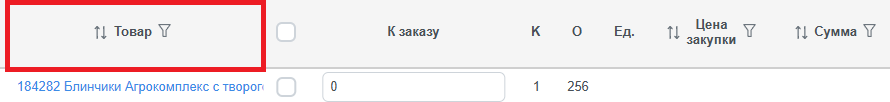 Товар К заказу К О Ед. Цена закупки Сумма
184282 Блинчики Агрокомплекс с творог 0 1 256